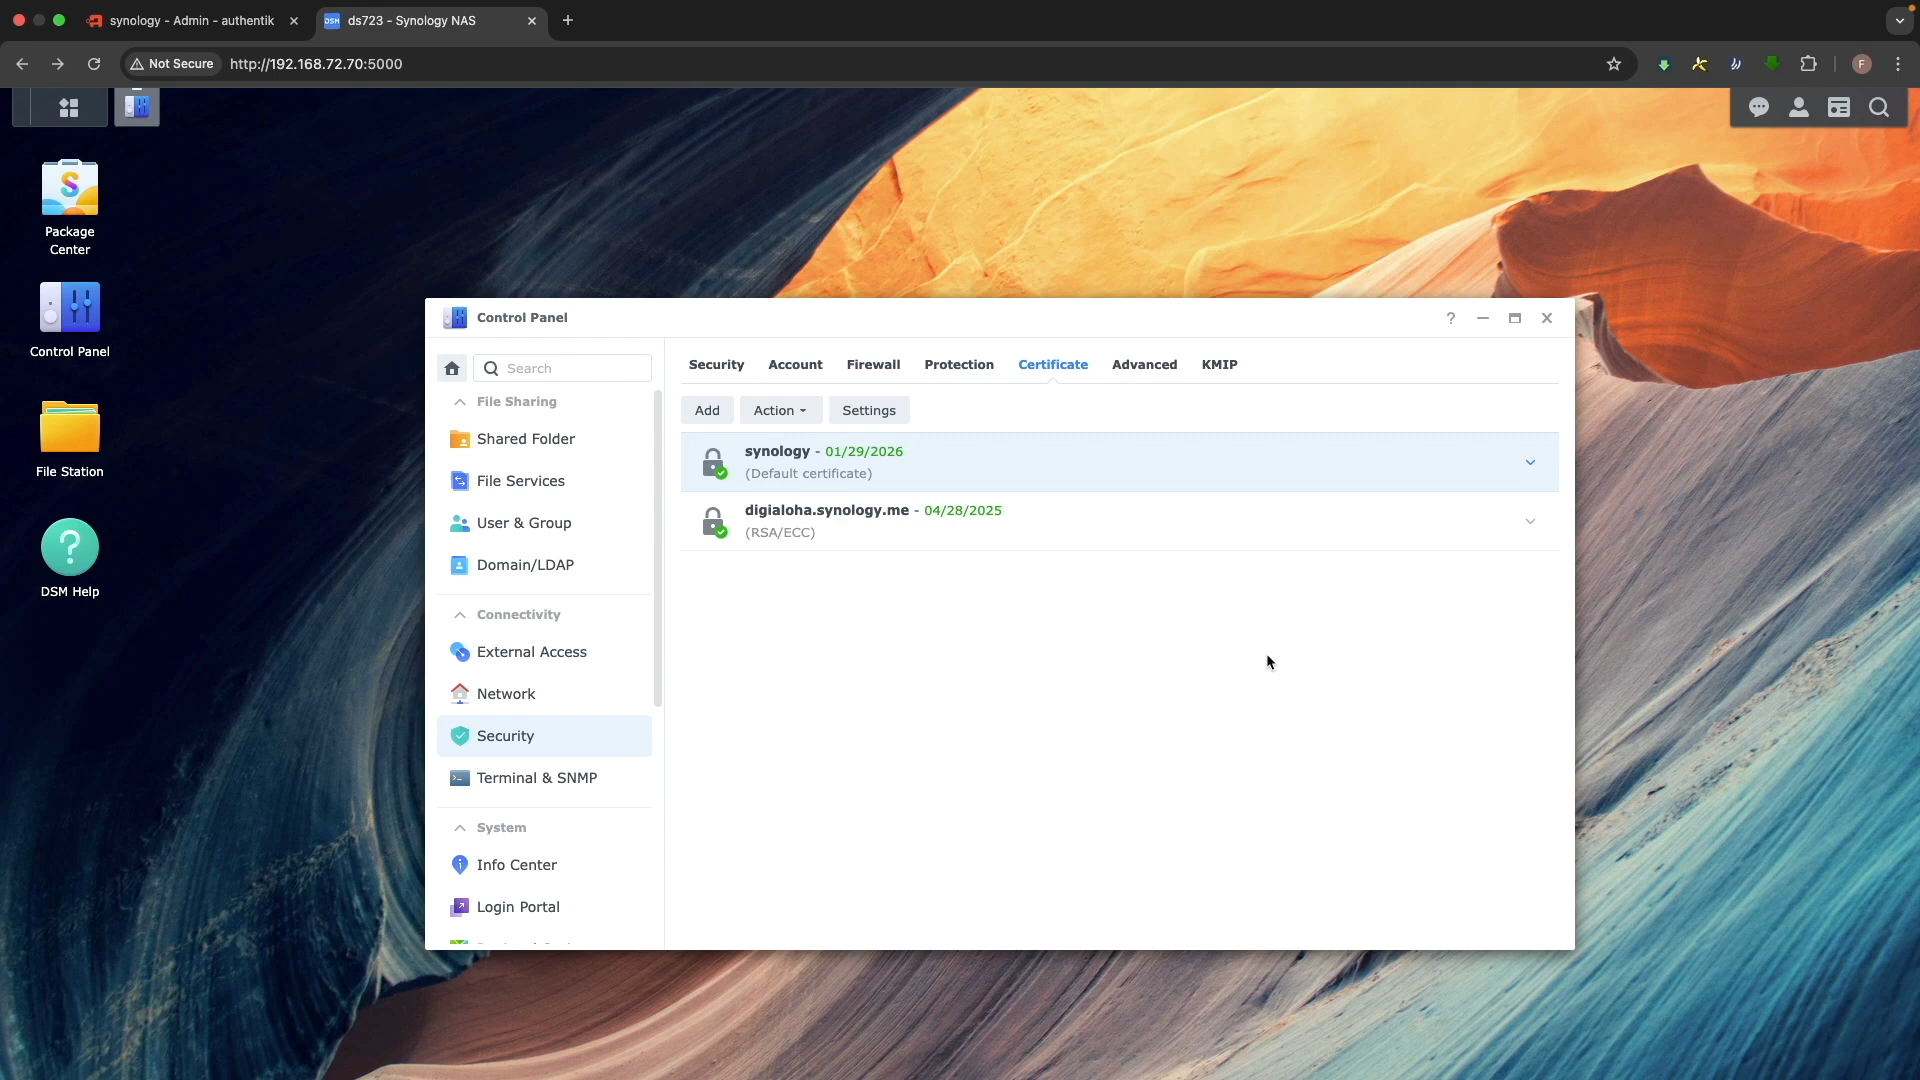 synology - Admin - authentik
ds723 - Synology NAS
Not Secure
http://192.168.72.70:5000
F
Package
Center
Control Panel
File Station
DSM Help
Control Panel
Search
File Sharing
Shared Folder
File Services
User & Group
Domain/LDAP
Connectivity
External Access
Network
Security
Terminal & SNMP
System
Info Center
Login Portal
Security
Account
Firewall
Protection
Certificate
Advanced
KMIP
Add
Action
Settings
synology - 01/29/2026
(Default certificate)
digialoha.synology.me - 04/28/2025
(RSA/ECC)